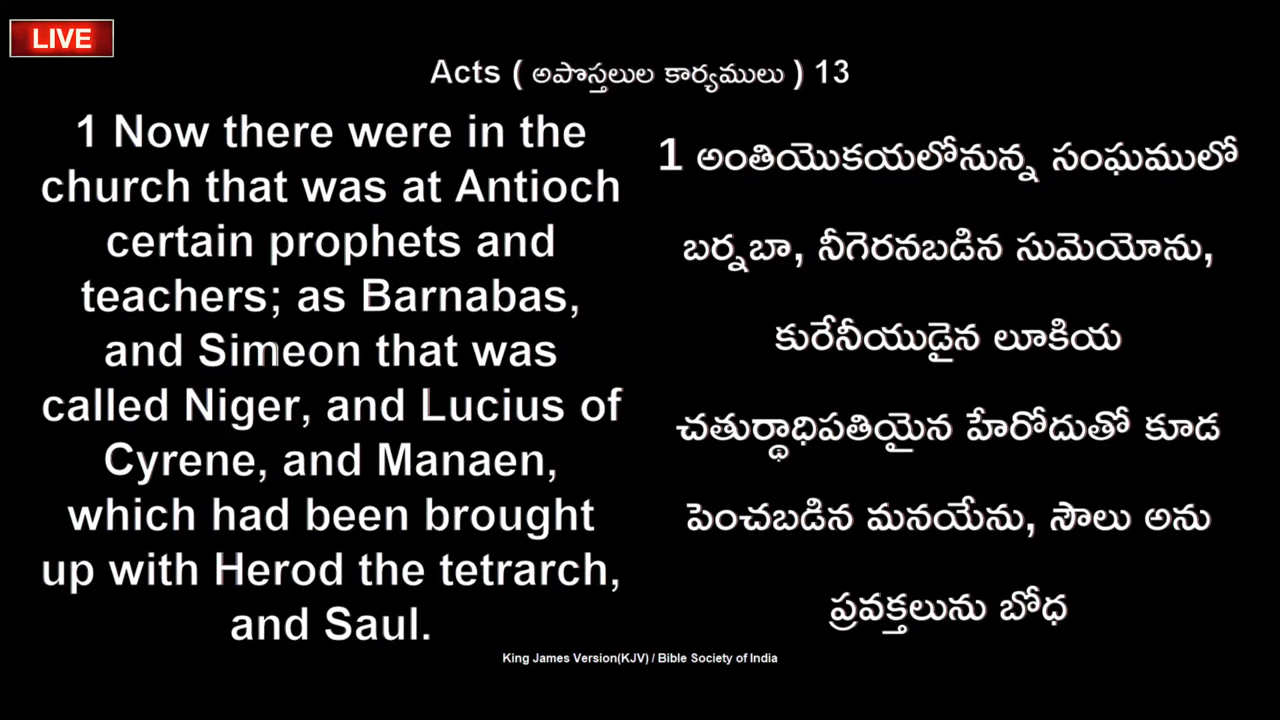 LIVE
Acts ( అపొస్తలుల కార్యములు ) 13
1 Now there were in the
church that was at Antioch
certain prophets and
teachers; as Barnabas,
and Simeon that was
called Niger, and Lucius of
Cyrene, and Manaen,
which had been brought
up with Herod the tetrarch,
and Saul.
1 అంతియొకయలోనున్న సంఘములో
బర్నబా, నీగెరనబడిన సుమెయోను,
కురేనీయుడైన లూకియ
చతుర్థాధిపతియైన హేరోదుతో కూడ
పెంచబడిన మనయేను, సౌలు అను
ప్రవక్తలును బోధ
King James Version(KJV) / Bible Society of India